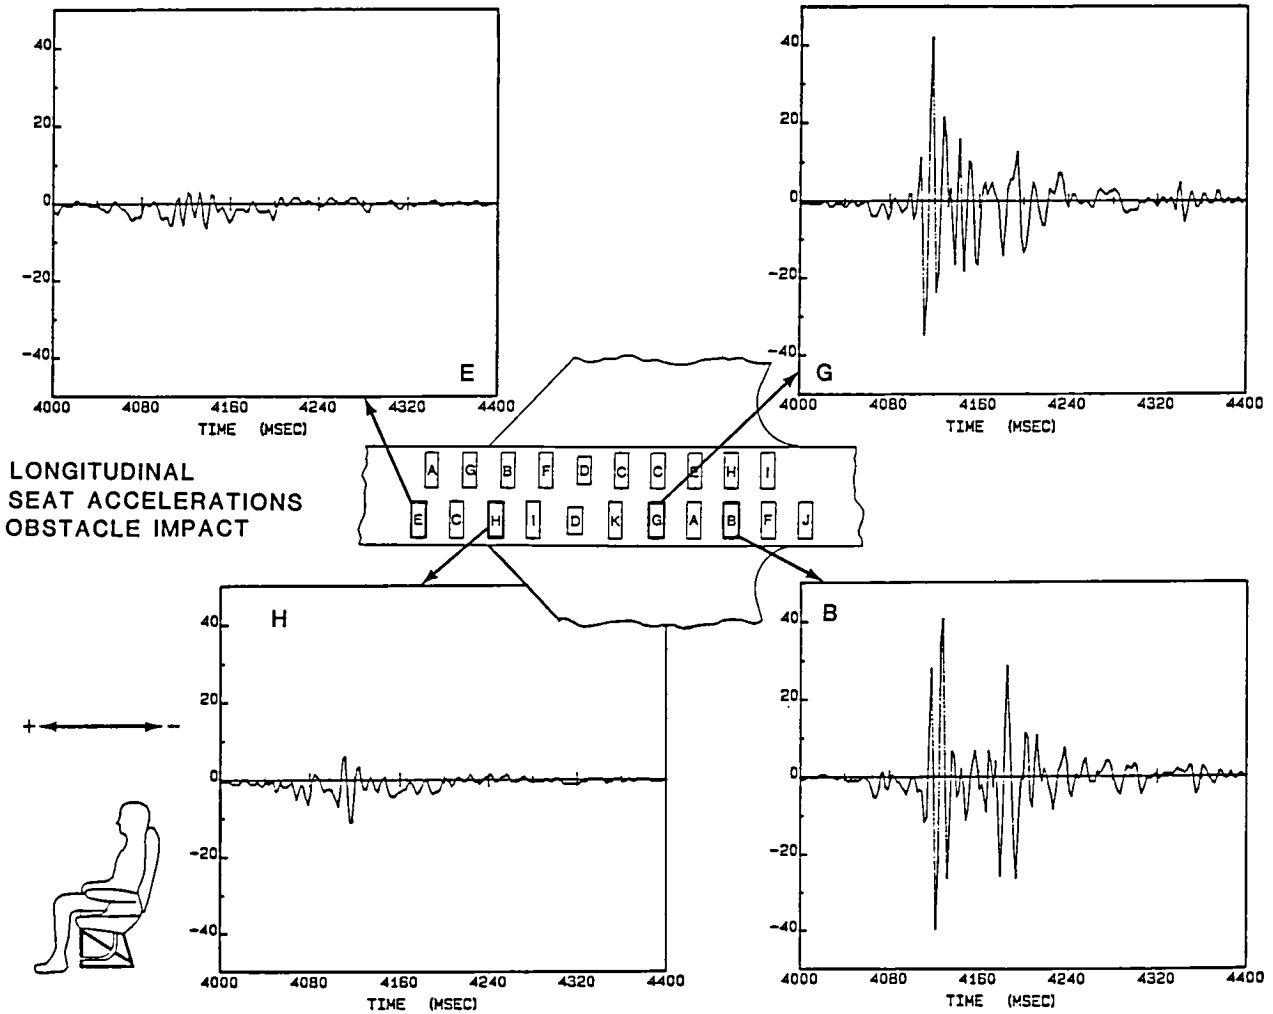 40
20
0
-20
-40
E
4000 4080 4160 4240 4320 4400
TIME (MSEC)
40
20
0
-20
-40
G
4000 4080 4160 4240 4320 4400
TIME (MSEC)
LONGITUDINAL
SEAT ACCELERATIONS
OBSTACLE IMPACT
A G B F D C C E H I
E C H I D K G A B F J
H
40
20
0
-20
-40
4000 4080 4160 4240 4320 4400
TIME (MSEC)
+ -
B
40
20
0
-20
-40
4000 4080 4160 4240 4320 4400
TIME (MSEC)